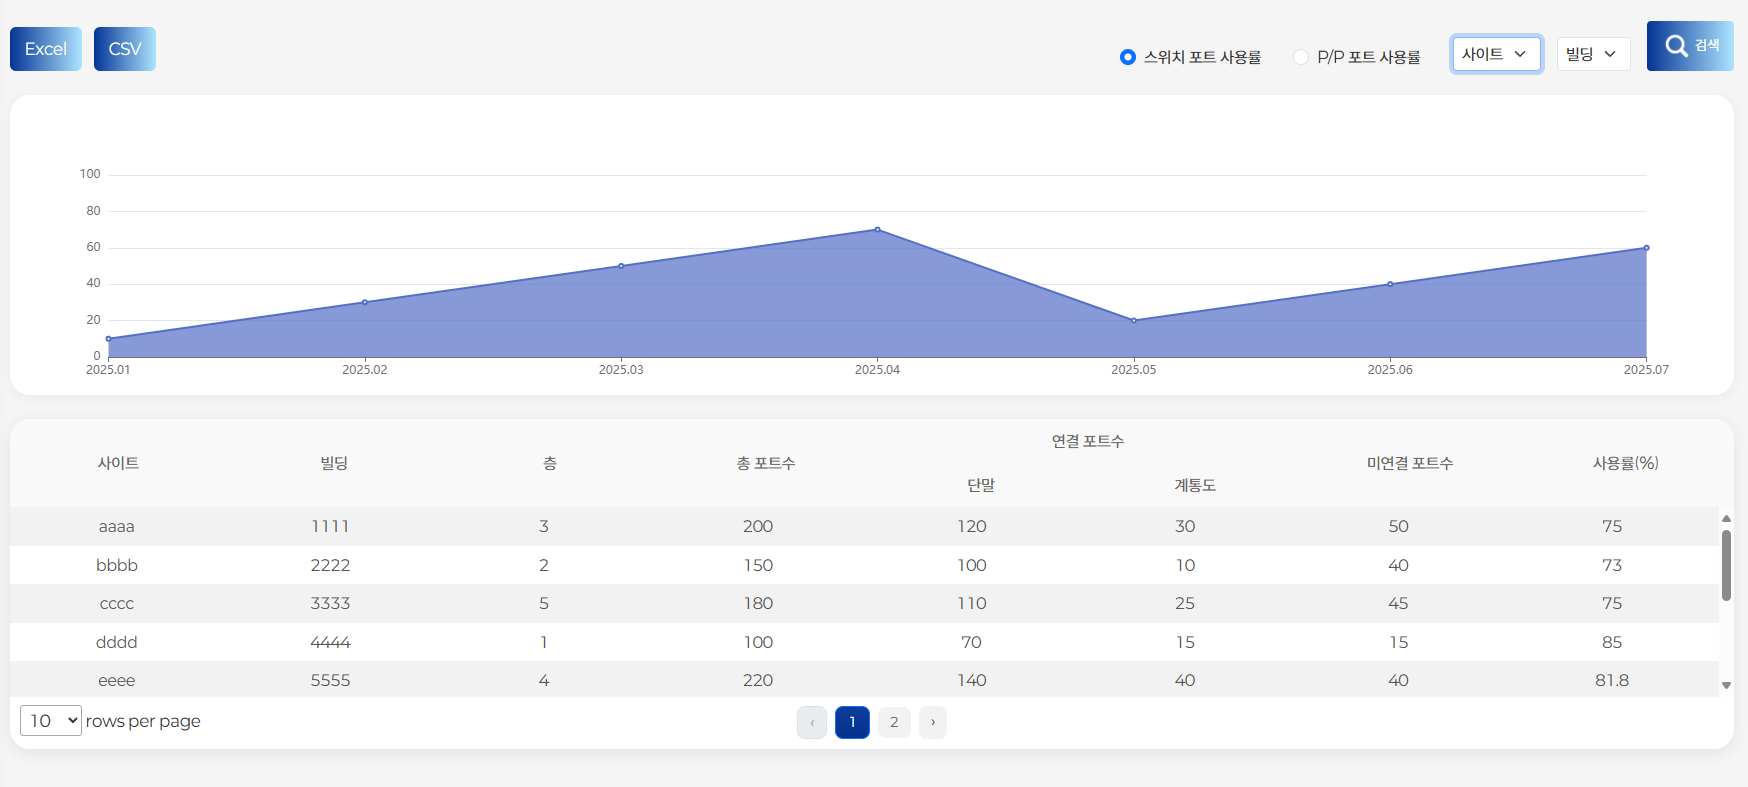 Excel CSV 스위치 포트 사용률 P/P 포트 사용률 사이트 빌딩 검색
100
80
60
40
20
0
2025.01 2025.02 2025.03 2025.04 2025.05 2025.06 2025.07
사이트 빌딩 층 총 포트수 연결 포트수 미연결 포트수 사용률(%)
단말 계통도
aaaa 1111 3 200 120 30 50 75
bbbb 2222 2 150 100 10 40 73
cccc 3333 5 180 110 25 45 75
dddd 4444 1 100 70 15 15 85
eeee 5555 4 220 140 40 40 81.8
10 rows per page ‹ 1 2 ›